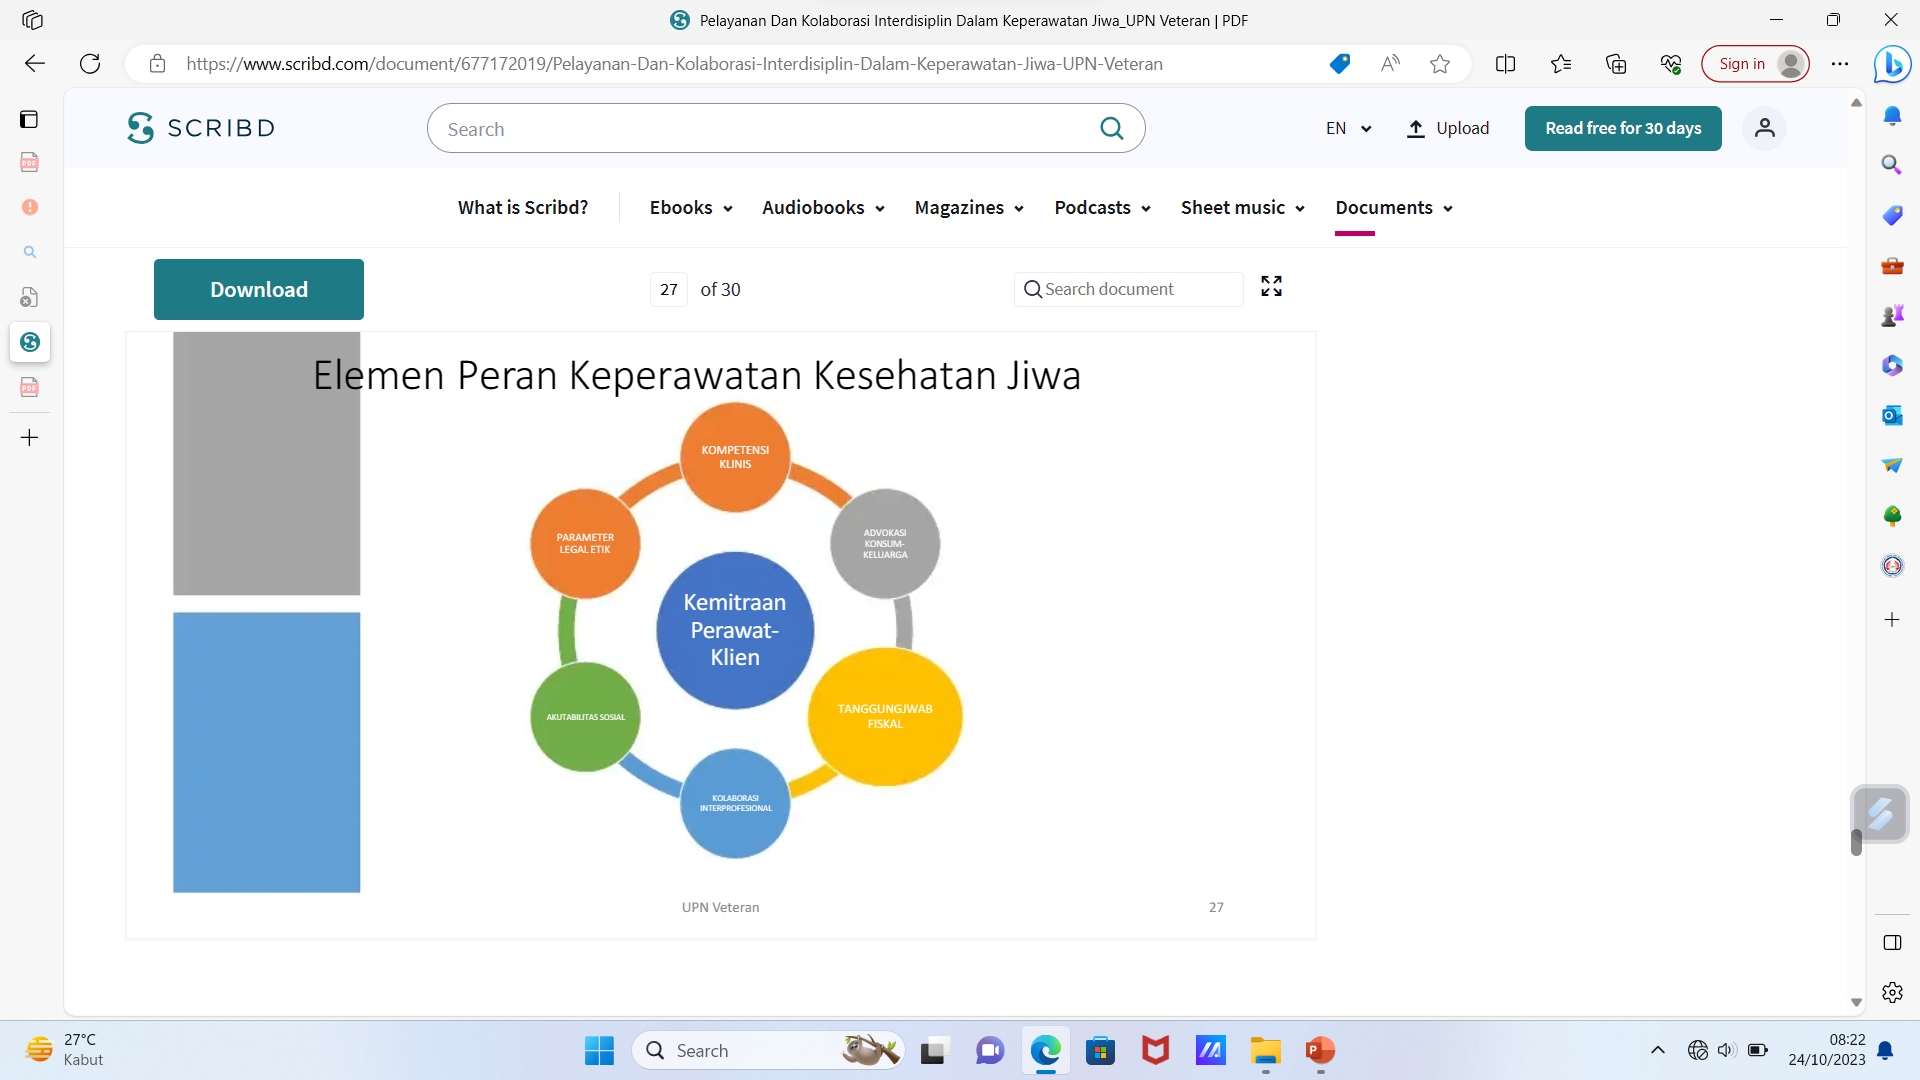 Pelayanan Dan Kolaborasi Interdisiplin Dalam Keperawatan Jiwa_UPN Veteran | PDF
https://www.scribd.com/document/677172019/Pelayanan-Dan-Kolaborasi-Interdisiplin-Dalam-Keperawatan-Jiwa-UPN-Veteran
Sign in
SCRIBD
Search
EN
Upload
Read free for 30 days
What is Scribd?
Ebooks
Audiobooks
Magazines
Podcasts
Sheet music
Documents
Download
27 of 30
Search document
Elemen Peran Keperawatan Kesehatan Jiwa
KOMPETENSI
KLINIS
PARAMETER
LEGAL ETIK
ADVOKASI
KONSUM-
KELUARGA
Kemitraan
Perawat-
Klien
AKUTABILITAS SOSIAL
TANGGUNGJWAB
FISKAL
KOLABORASI
INTERPROFESIONAL
UPN Veteran
27
27°C
Kabut
Search
08:22
24/10/2023